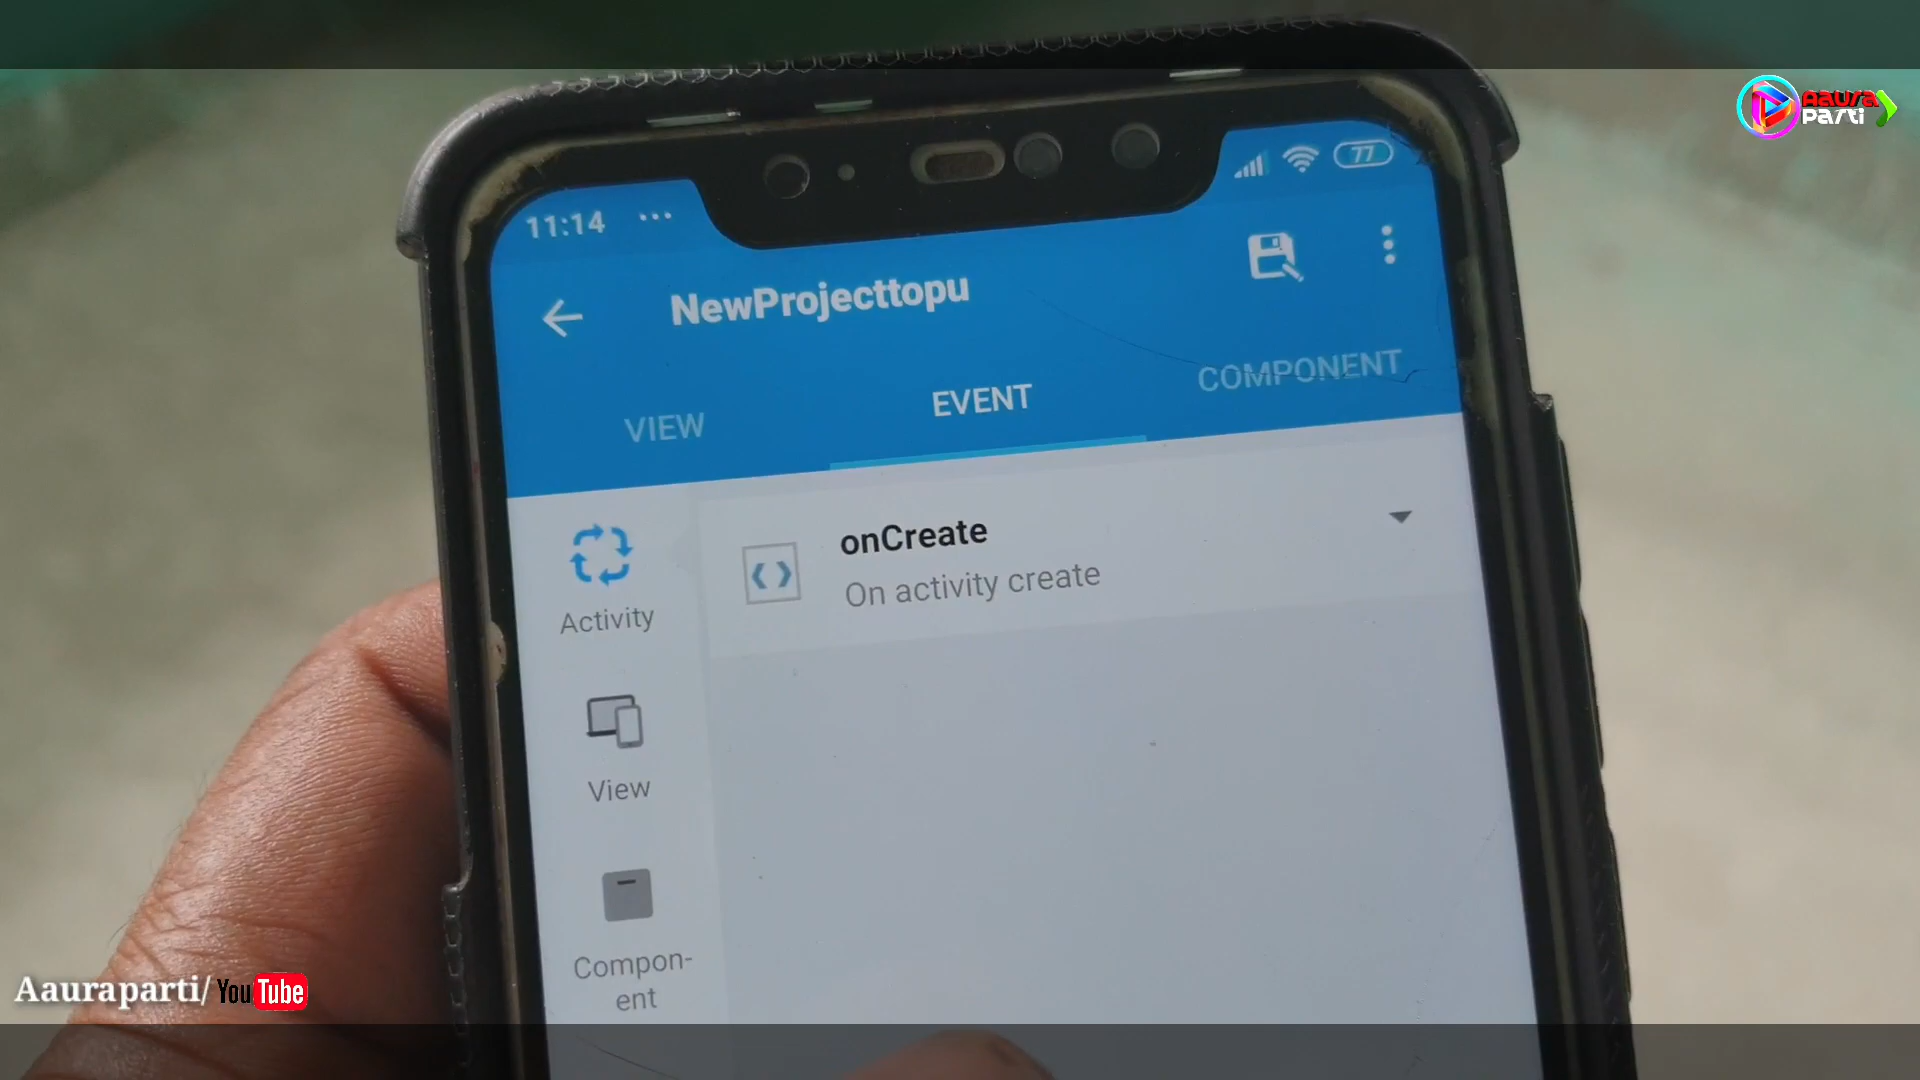 Aaura
Parti
77
11:14
NewProjecttopu
VIEW
EVENT
COMPONENT
onCreate
On activity create
Activity
View
Compon-
ent
Aauraparti/YouTube